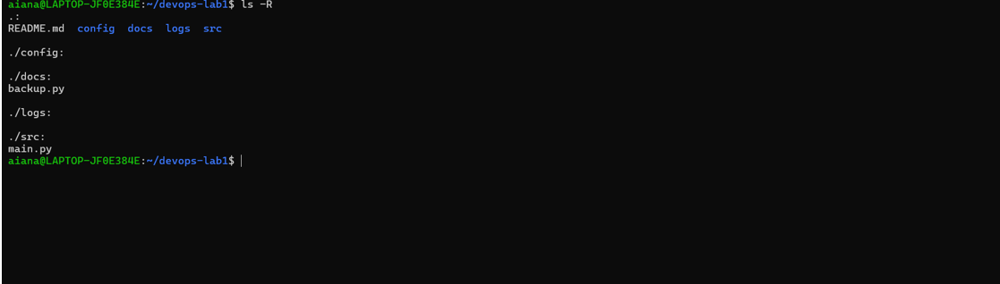 aiana@LAPTOP-JF0E384E:~/devops-lab1$ ls -R
.:
README.md  config  docs  logs  src
./config:
./docs:
backup.py
./logs:
./src:
main.py
aiana@LAPTOP-JF0E384E:~/devops-lab1$